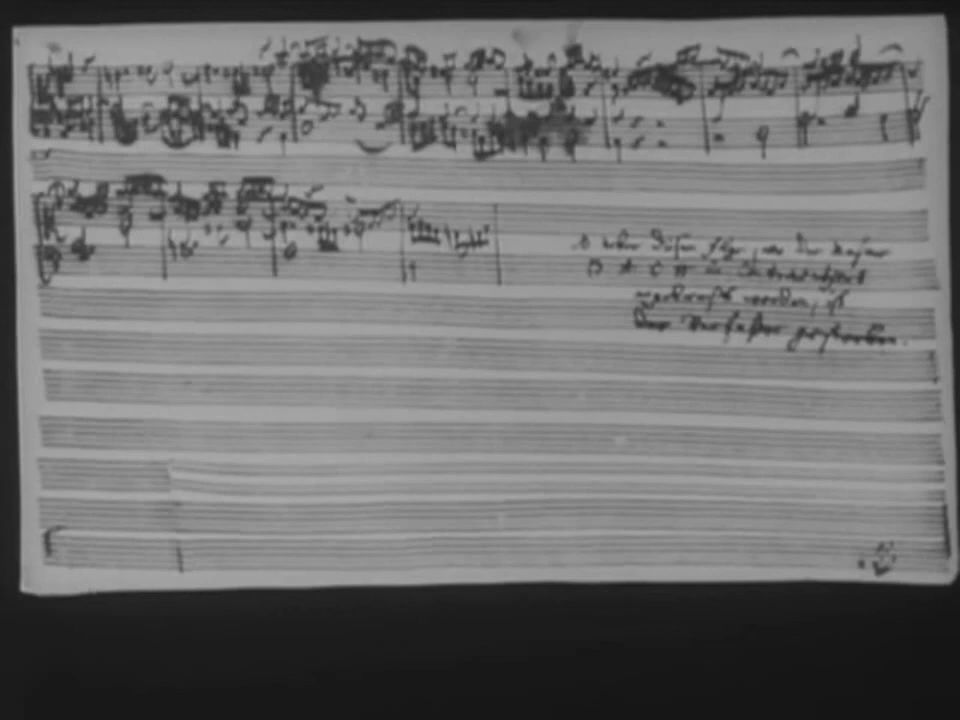 über dieser Fuge, wo der Nahme
B A C H im Contrasubject
angebracht worden, ist
der Verfaßer gestorben.